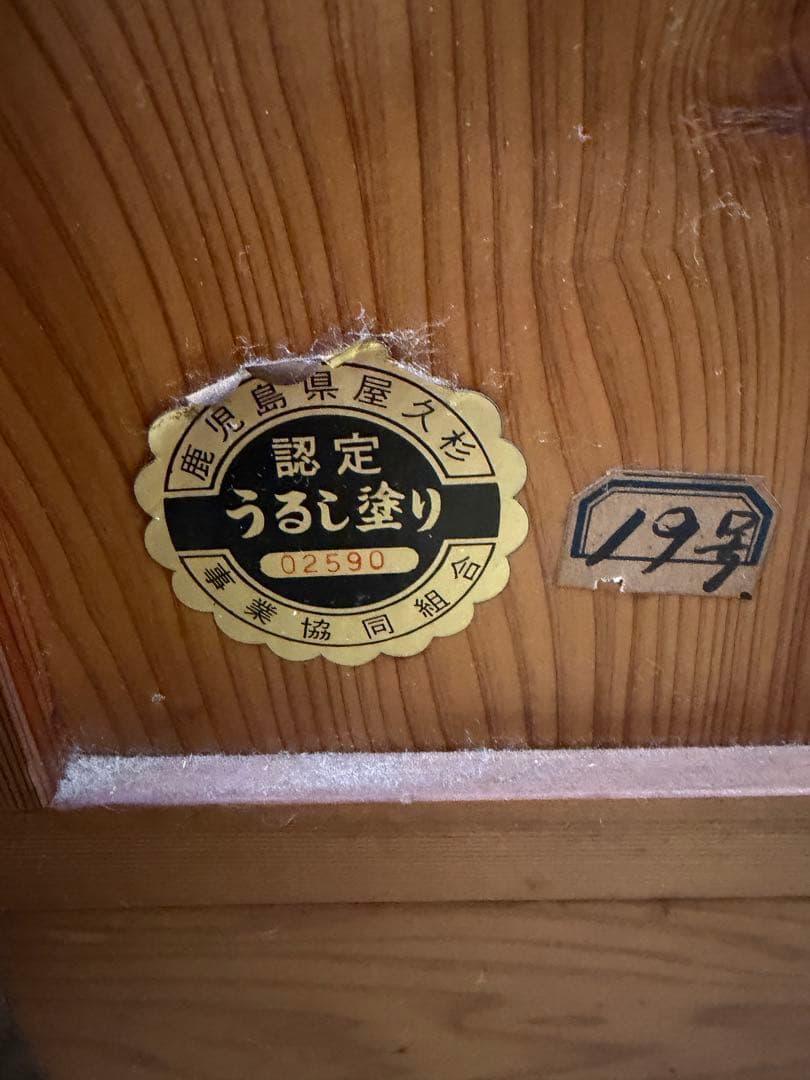 鹿児島県屋久杉
認定
うるし塗り
02590
事業協同組合
19号